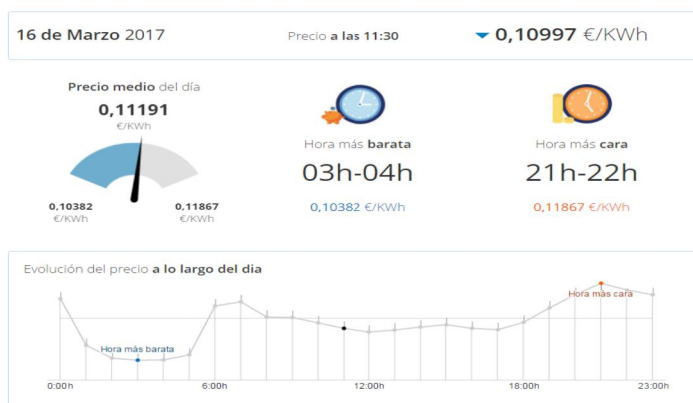 16 de Marzo 2017
Precio a las 11:30
0,10997 €/KWh
Precio medio del día
0,11191
€/KWh
0,10382
€/KWh
0,11867
€/KWh
Hora más barata
03h-04h
0,10382 €/KWh
Hora más cara
21h-22h
0,11867 €/KWh
Evolución del precio a lo largo del dia
Hora más cara
Hora más barata
0:00h
6:00h
12:00h
18:00h
23:00h